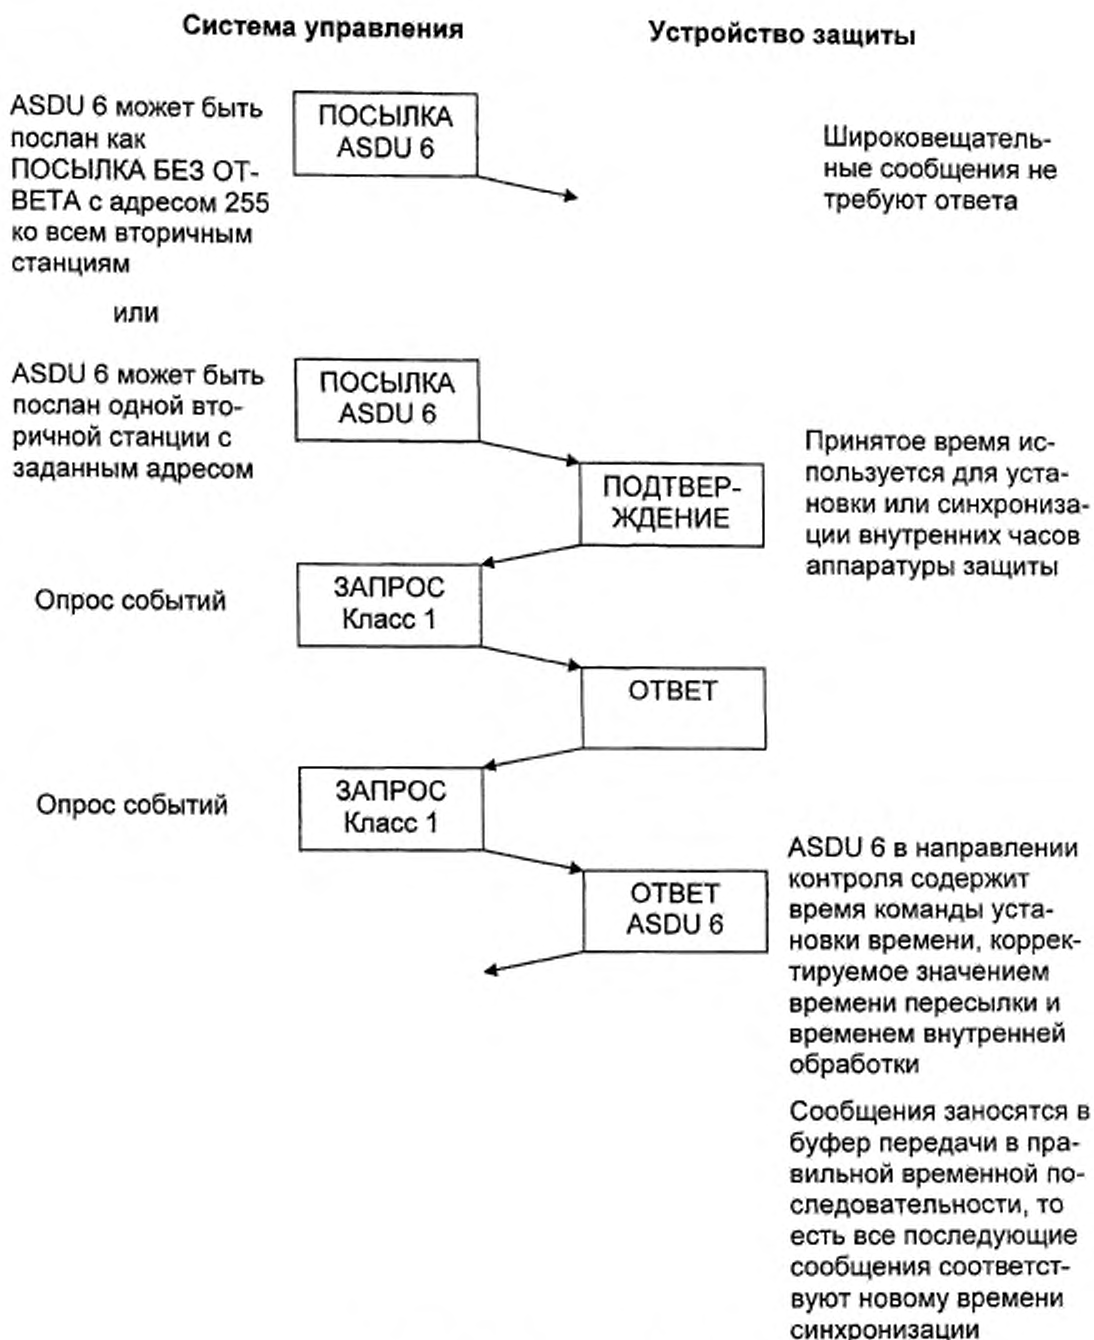 Система управления
Устройство защиты
ASDU 6 может быть
послан как
ПОСЫЛКА БЕЗ ОТ-
ВЕТА с адресом 255
ко всем вторичным
станциям
ПОСЫЛКА
ASDU 6
Широковещатель-
ные сообщения не
требуют ответа
или
ASDU 6 может быть
послан одной вто-
ричной станции с
заданным адресом
ПОСЫЛКА
ASDU 6
ПОДТВЕР-
ЖДЕНИЕ
Принятое время ис-
пользуется для уста-
новки или синхрониза-
ции внутренних часов
аппаратуры защиты
Опрос событий
ЗАПРОС
Класс 1
ОТВЕТ
Опрос событий
ЗАПРОС
Класс 1
ОТВЕТ
ASDU 6
ASDU 6 в направлении
контроля содержит
время команды уста-
новки времени, коррек-
тируемое значением
времени пересылки и
временем внутренней
обработки
Сообщения заносятся в
буфер передачи в пра-
вильной временной по-
следовательности, то
есть все последующие
сообщения соответст-
вуют новому времени
синхронизации